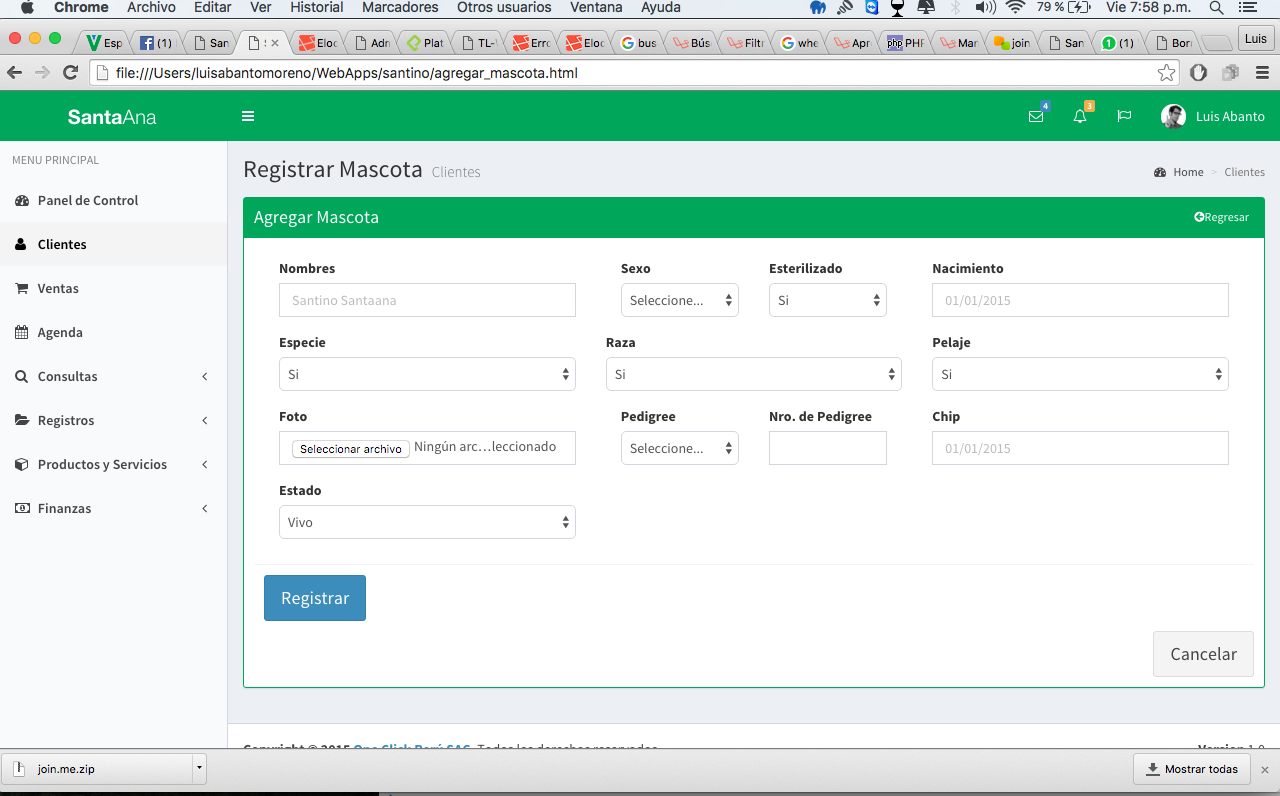 Chrome Archivo Editar Ver Historial Marcadores Otros usuarios Ventana Ayuda 79 % Vie 7:58 p.m.
Esp (1) San Eloc Adn Plat TL- Erro Eloc bus Bús Filtr whe Apr PHP Mar join San (1) Bor Luis
file:///Users/luisabantomoreno/WebApps/santino/agregar_mascota.html
SantaAna 4 3 Luis Abanto
MENU PRINCIPAL
Panel de Control
Clientes
Ventas
Agenda
Consultas
Registros
Productos y Servicios
Finanzas
Registrar Mascota Clientes Home > Clientes
Agregar Mascota Regresar
Nombres Sexo Esterilizado Nacimiento
Santino Santaana Seleccione... Si 01/01/2015
Especie Raza Pelaje
Si Si Si
Foto Pedigree Nro. de Pedigree Chip
Seleccionar archivo Ningún arc...leccionado Seleccione... 01/01/2015
Estado
Vivo
Registrar
Cancelar
Copyright © 2015 One Click Perú SAC. Todos los derechos reservados. Version 1.0
join.me.zip Mostrar todas